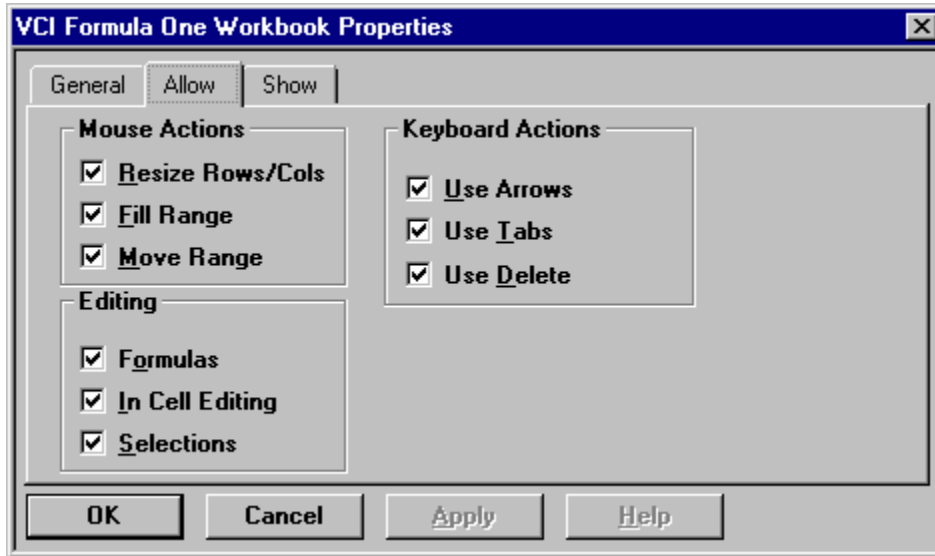 VCI Formula One Workbook Properties
General Allow Show
Mouse Actions
Resize Rows/Cols
Fill Range
Move Range
Keyboard Actions
Use Arrows
Use Tabs
Use Delete
Editing
Formulas
In Cell Editing
Selections
OK Cancel Apply Help